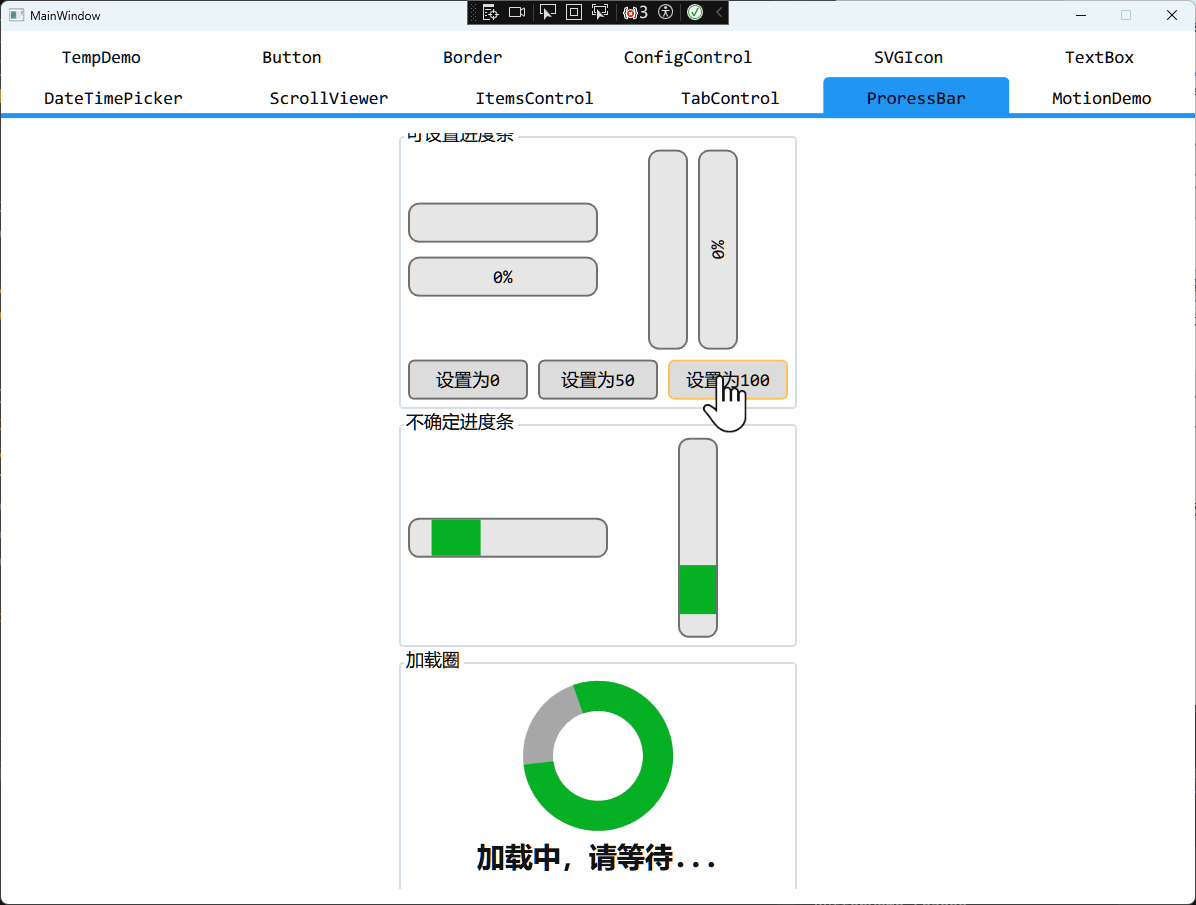 MainWindow
3
TempDemo Button Border ConfigControl SVGIcon TextBox
DateTimePicker ScrollViewer ItemsControl TabControl ProressBar MotionDemo
可设置进度条
0%
0%
设置为0 设置为50 设置为100
不确定进度条
加载圈
加载中，请等待...